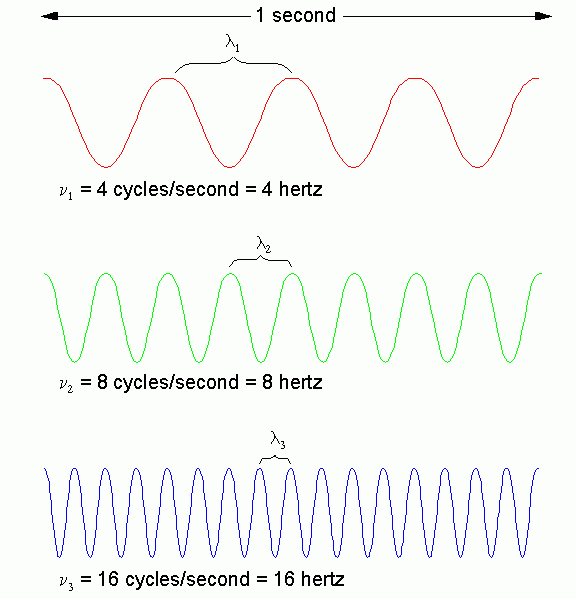 1 second
λ₁
ν₁ = 4 cycles/second = 4 hertz
λ₂
ν₂ = 8 cycles/second = 8 hertz
λ₃
ν₃ = 16 cycles/second = 16 hertz